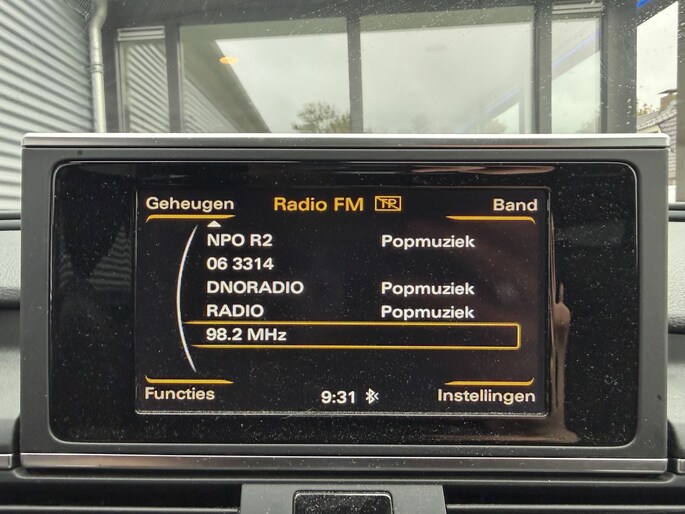 Geheugen Radio FM TP Band
NPO R2 Popmuziek
06 3314
DNORADIO Popmuziek
RADIO Popmuziek
98.2 MHz
Functies 9:31 Instellingen